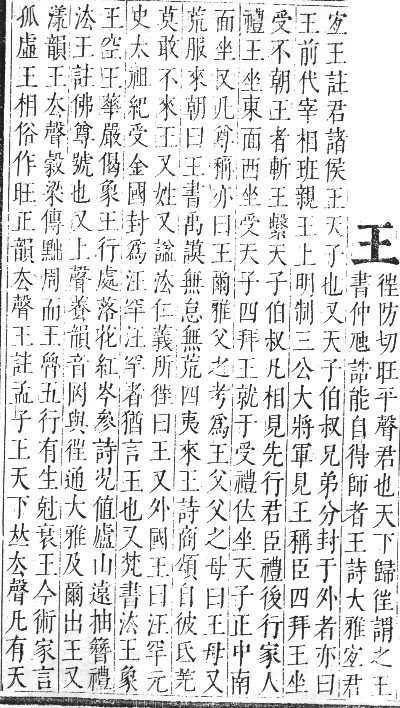 王
徃防切旺平聲君也天下歸徃謂之王
書仲虺誥能自得師者王詩大雅宐君
宐王註君諸侯王天子也又天子伯叔兄弟分封于外者亦曰
王前代宰相班親王上明制三公大將軍見王稱臣四拜王坐
受不朝王者斬王繫天子伯叔凡相見先行君臣禮後行家人
禮王坐東面西坐受天子四拜王就于受禮位坐天子正中南
面坐又凡尊稱亦曰王爾雅父之考爲王父父之母曰王母又
荒服來朝曰王書禹謨無怠無荒四夷來王詩商頌自彼氐羌
莫敢不來王又姓又諡法仁義所徃曰王又外國王曰汪罕元
史太祖紀受金國封爲汪罕汪罕者猶言王也又梵書法王象
王空王華嚴偈象王行處落花紅岑參詩况值廬山遠抽簪禮
法王註佛尊號也又上聲養韻音罔與徃通大雅及爾出王又
漾韻王去聲榖梁傳黜周而王魯五行有生尅衰王今術家言
孤虛王相俗作旺正韻去聲王註孟子王天下𠀤去聲凡有天